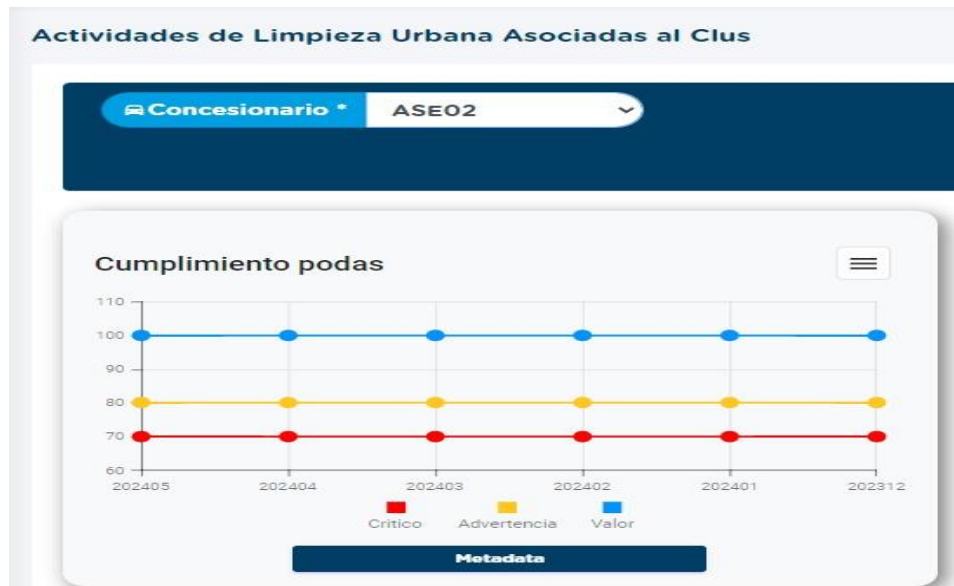 Actividades de Limpieza Urbana Asociadas al Clus
Concesionario * ASE02
Cumplimiento podas
110
100
90
80
70
60
202405 202404 202403 202402 202401 202312
Critico Advertencia Valor
Metadata